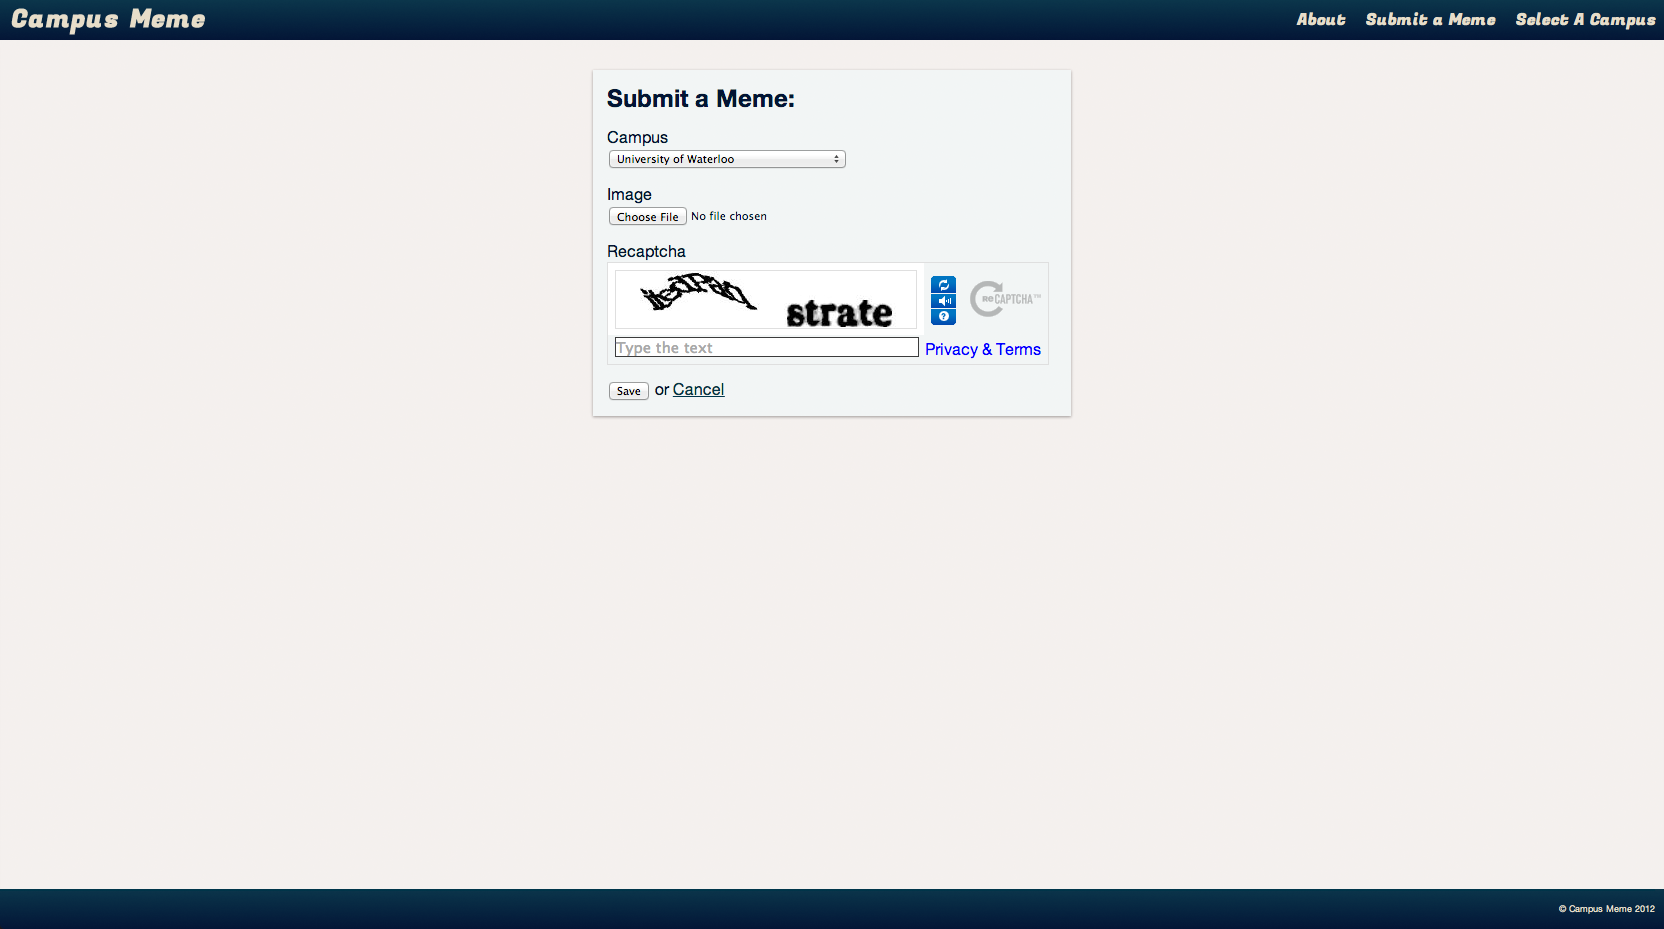 Campus Meme
About Submit a Meme Select A Campus
Submit a Meme:
Campus
University of Waterloo
Image
Choose File No file chosen
Recaptcha
strate
reCAPTCHA™
Type the text
Privacy & Terms
Save or Cancel
© Campus Meme 2012